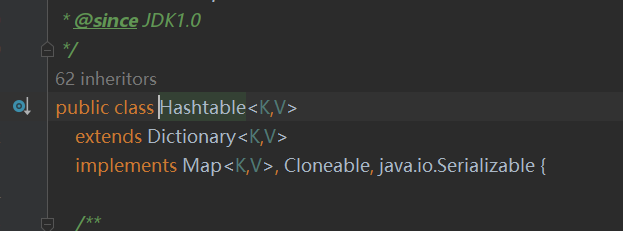 * @since JDK1.0
*/
62 inheritors
public class Hashtable<K,V>
extends Dictionary<K,V>
implements Map<K,V>, Cloneable, java.io.Serializable {
/**